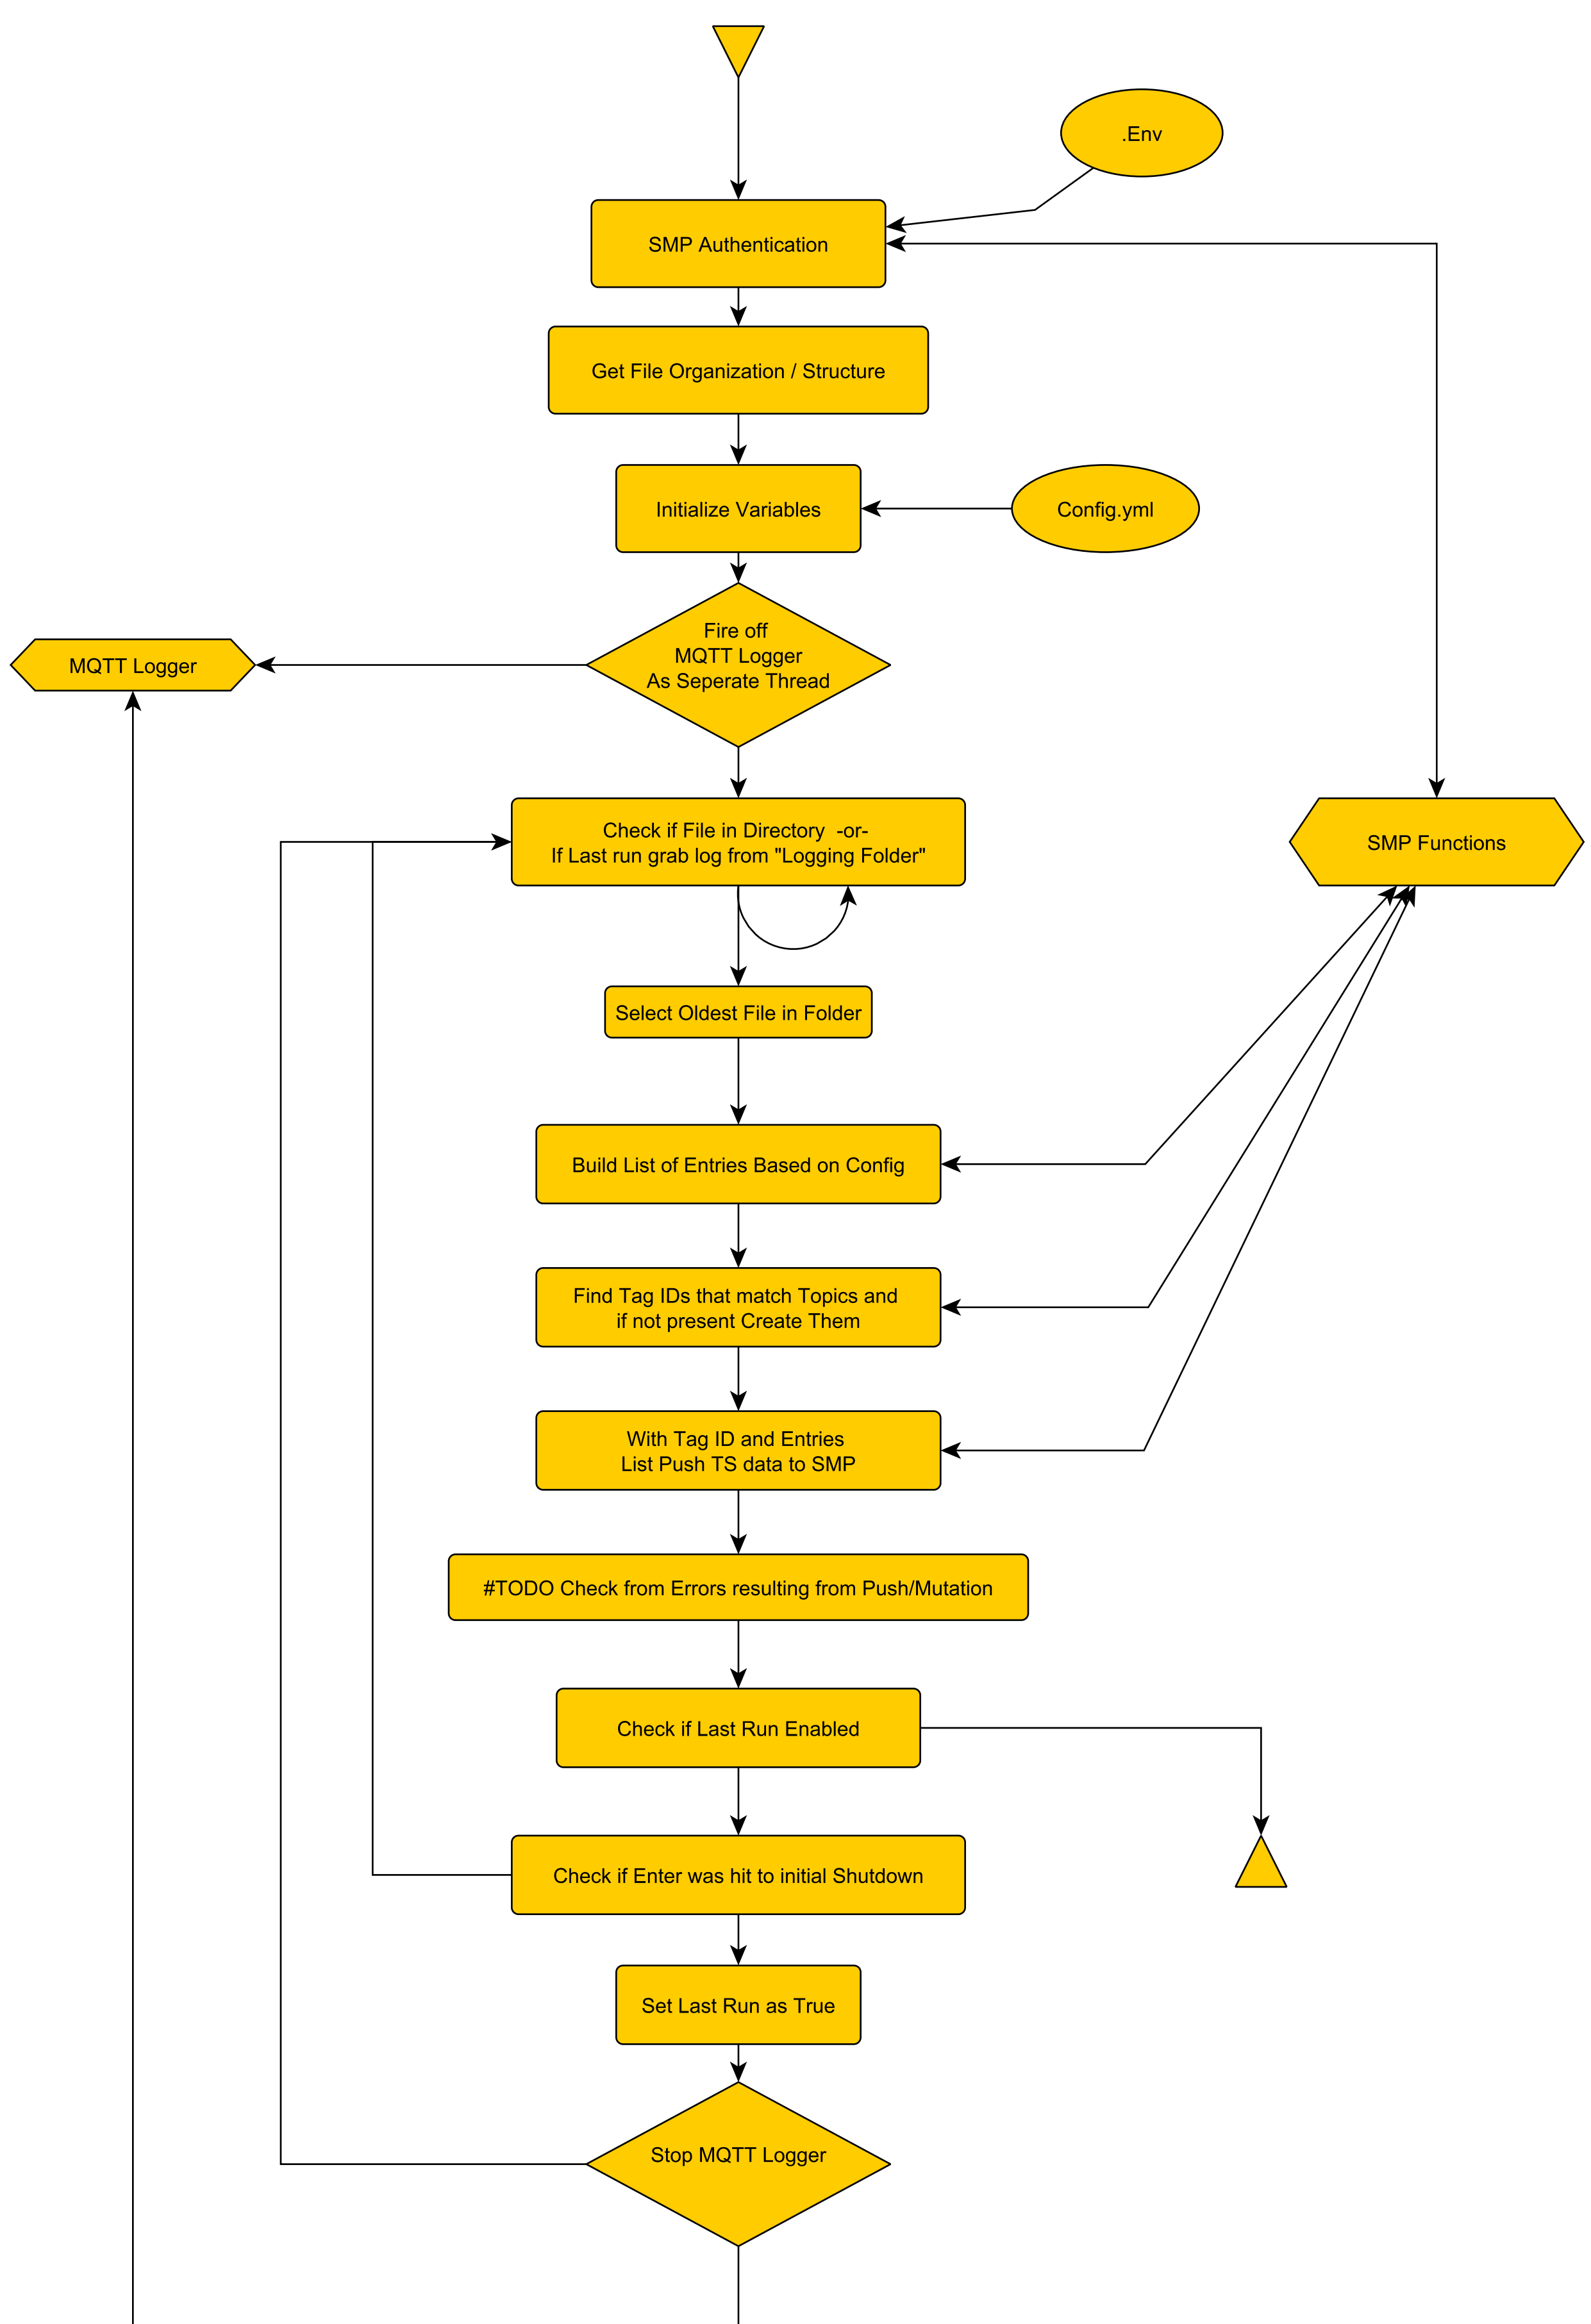 .Env
SMP Authentication
Get File Organization / Structure
Initialize Variables
Config.yml
Fire off
MQTT Logger
As Seperate Thread
MQTT Logger
Check if File in Directory  -or-
If Last run grab log from "Logging Folder"
SMP Functions
Select Oldest File in Folder
Build List of Entries Based on Config
Find Tag IDs that match Topics and
if not present Create Them
With Tag ID and Entries
List Push TS data to SMP
#TODO Check from Errors resulting from Push/Mutation
Check if Last Run Enabled
Check if Enter was hit to initial Shutdown
Set Last Run as True
Stop MQTT Logger